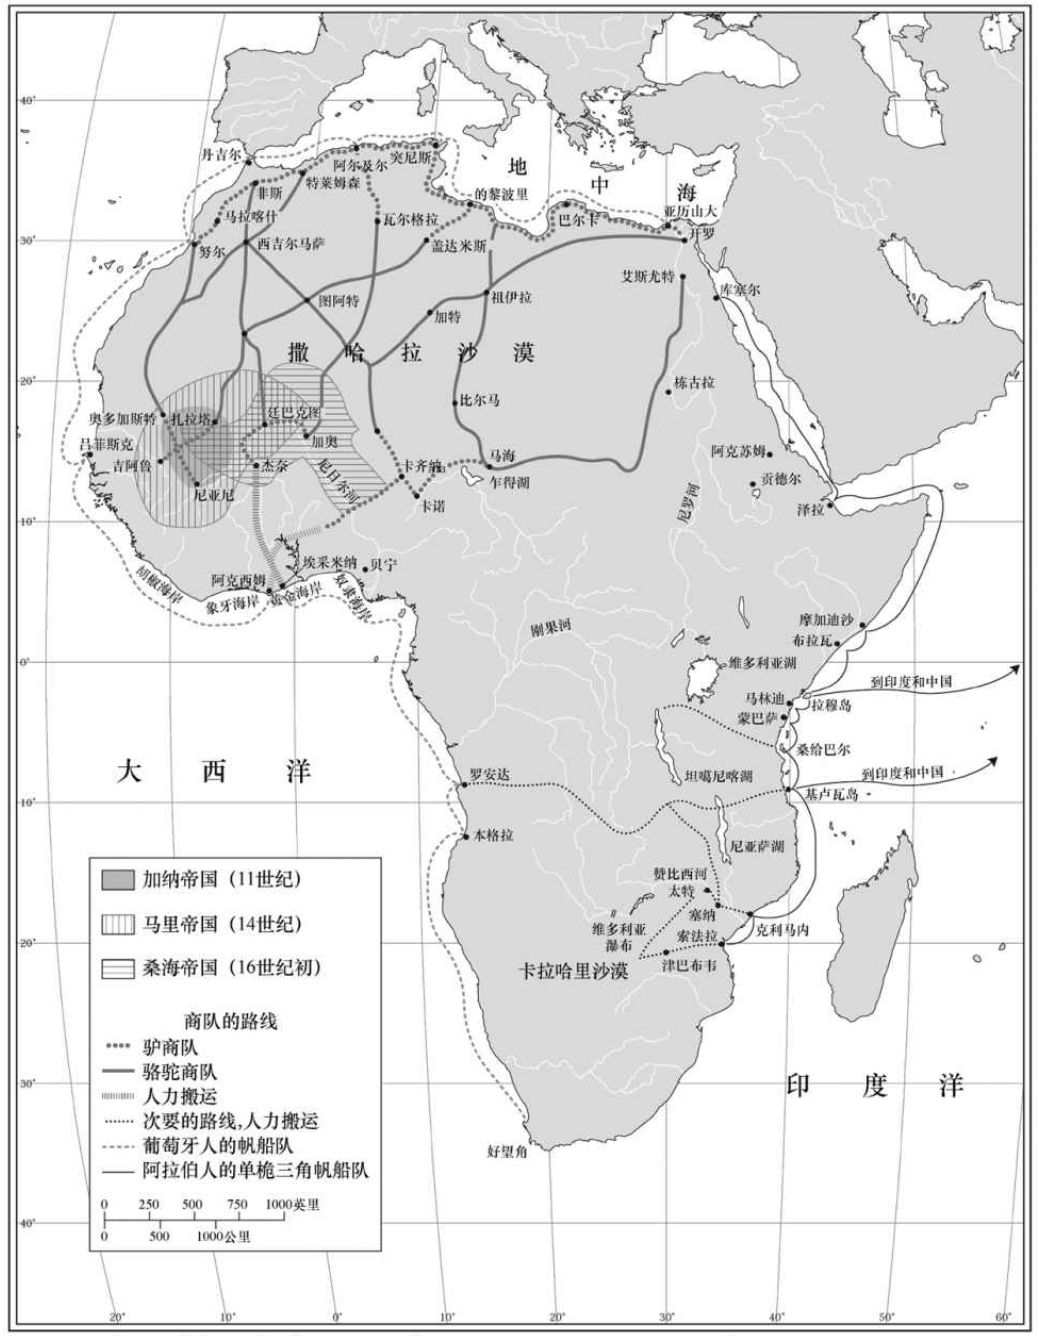 40°
丹吉尔
阿尔及尔
突尼斯
地
中
海
特莱姆森
非斯
的黎波里
亚历山大
马拉喀什
瓦尔格拉
巴尔卡
开罗
30°
努尔
西吉尔马萨
盖达米斯
艾斯尤特
库塞尔
图阿特
祖伊拉
加特
撒哈拉沙漠
20°
栋古拉
比尔马
奥多加斯特
扎拉塔
廷巴克图
吕菲斯克
加奥
吉阿鲁
杰奈
尼日尔河
卡齐纳
马海
乍得湖
阿克苏姆
贡德尔
尼亚尼
卡诺
尼罗河
泽拉
10°
埃采米纳
贝宁
胡椒海岸
阿克西姆
象牙海岸
黄金海岸
奴隶海岸
刚果河
摩加迪沙
布拉瓦
0°
维多利亚湖
到印度和中国
马林迪
拉穆岛
蒙巴萨
桑给巴尔
大西洋
罗安达
坦噶尼喀湖
到印度和中国
基卢瓦岛
10°
本格拉
尼亚萨湖
赞比西河
太特
塞纳
维多利亚
瀑布
索法拉
克利马内
20°
津巴布韦
卡拉哈里沙漠
印度洋
30°
好望角
40°
加纳帝国（11世纪）
马里帝国（14世纪）
桑海帝国（16世纪初）
商队的路线
驴商队
骆驼商队
人力搬运
次要的路线,人力搬运
葡萄牙人的帆船队
阿拉伯人的单桅三角帆船队
0 250 500 750 1000英里
0 500 1000公里
20° 10° 0° 10° 20° 30° 40° 50° 60°